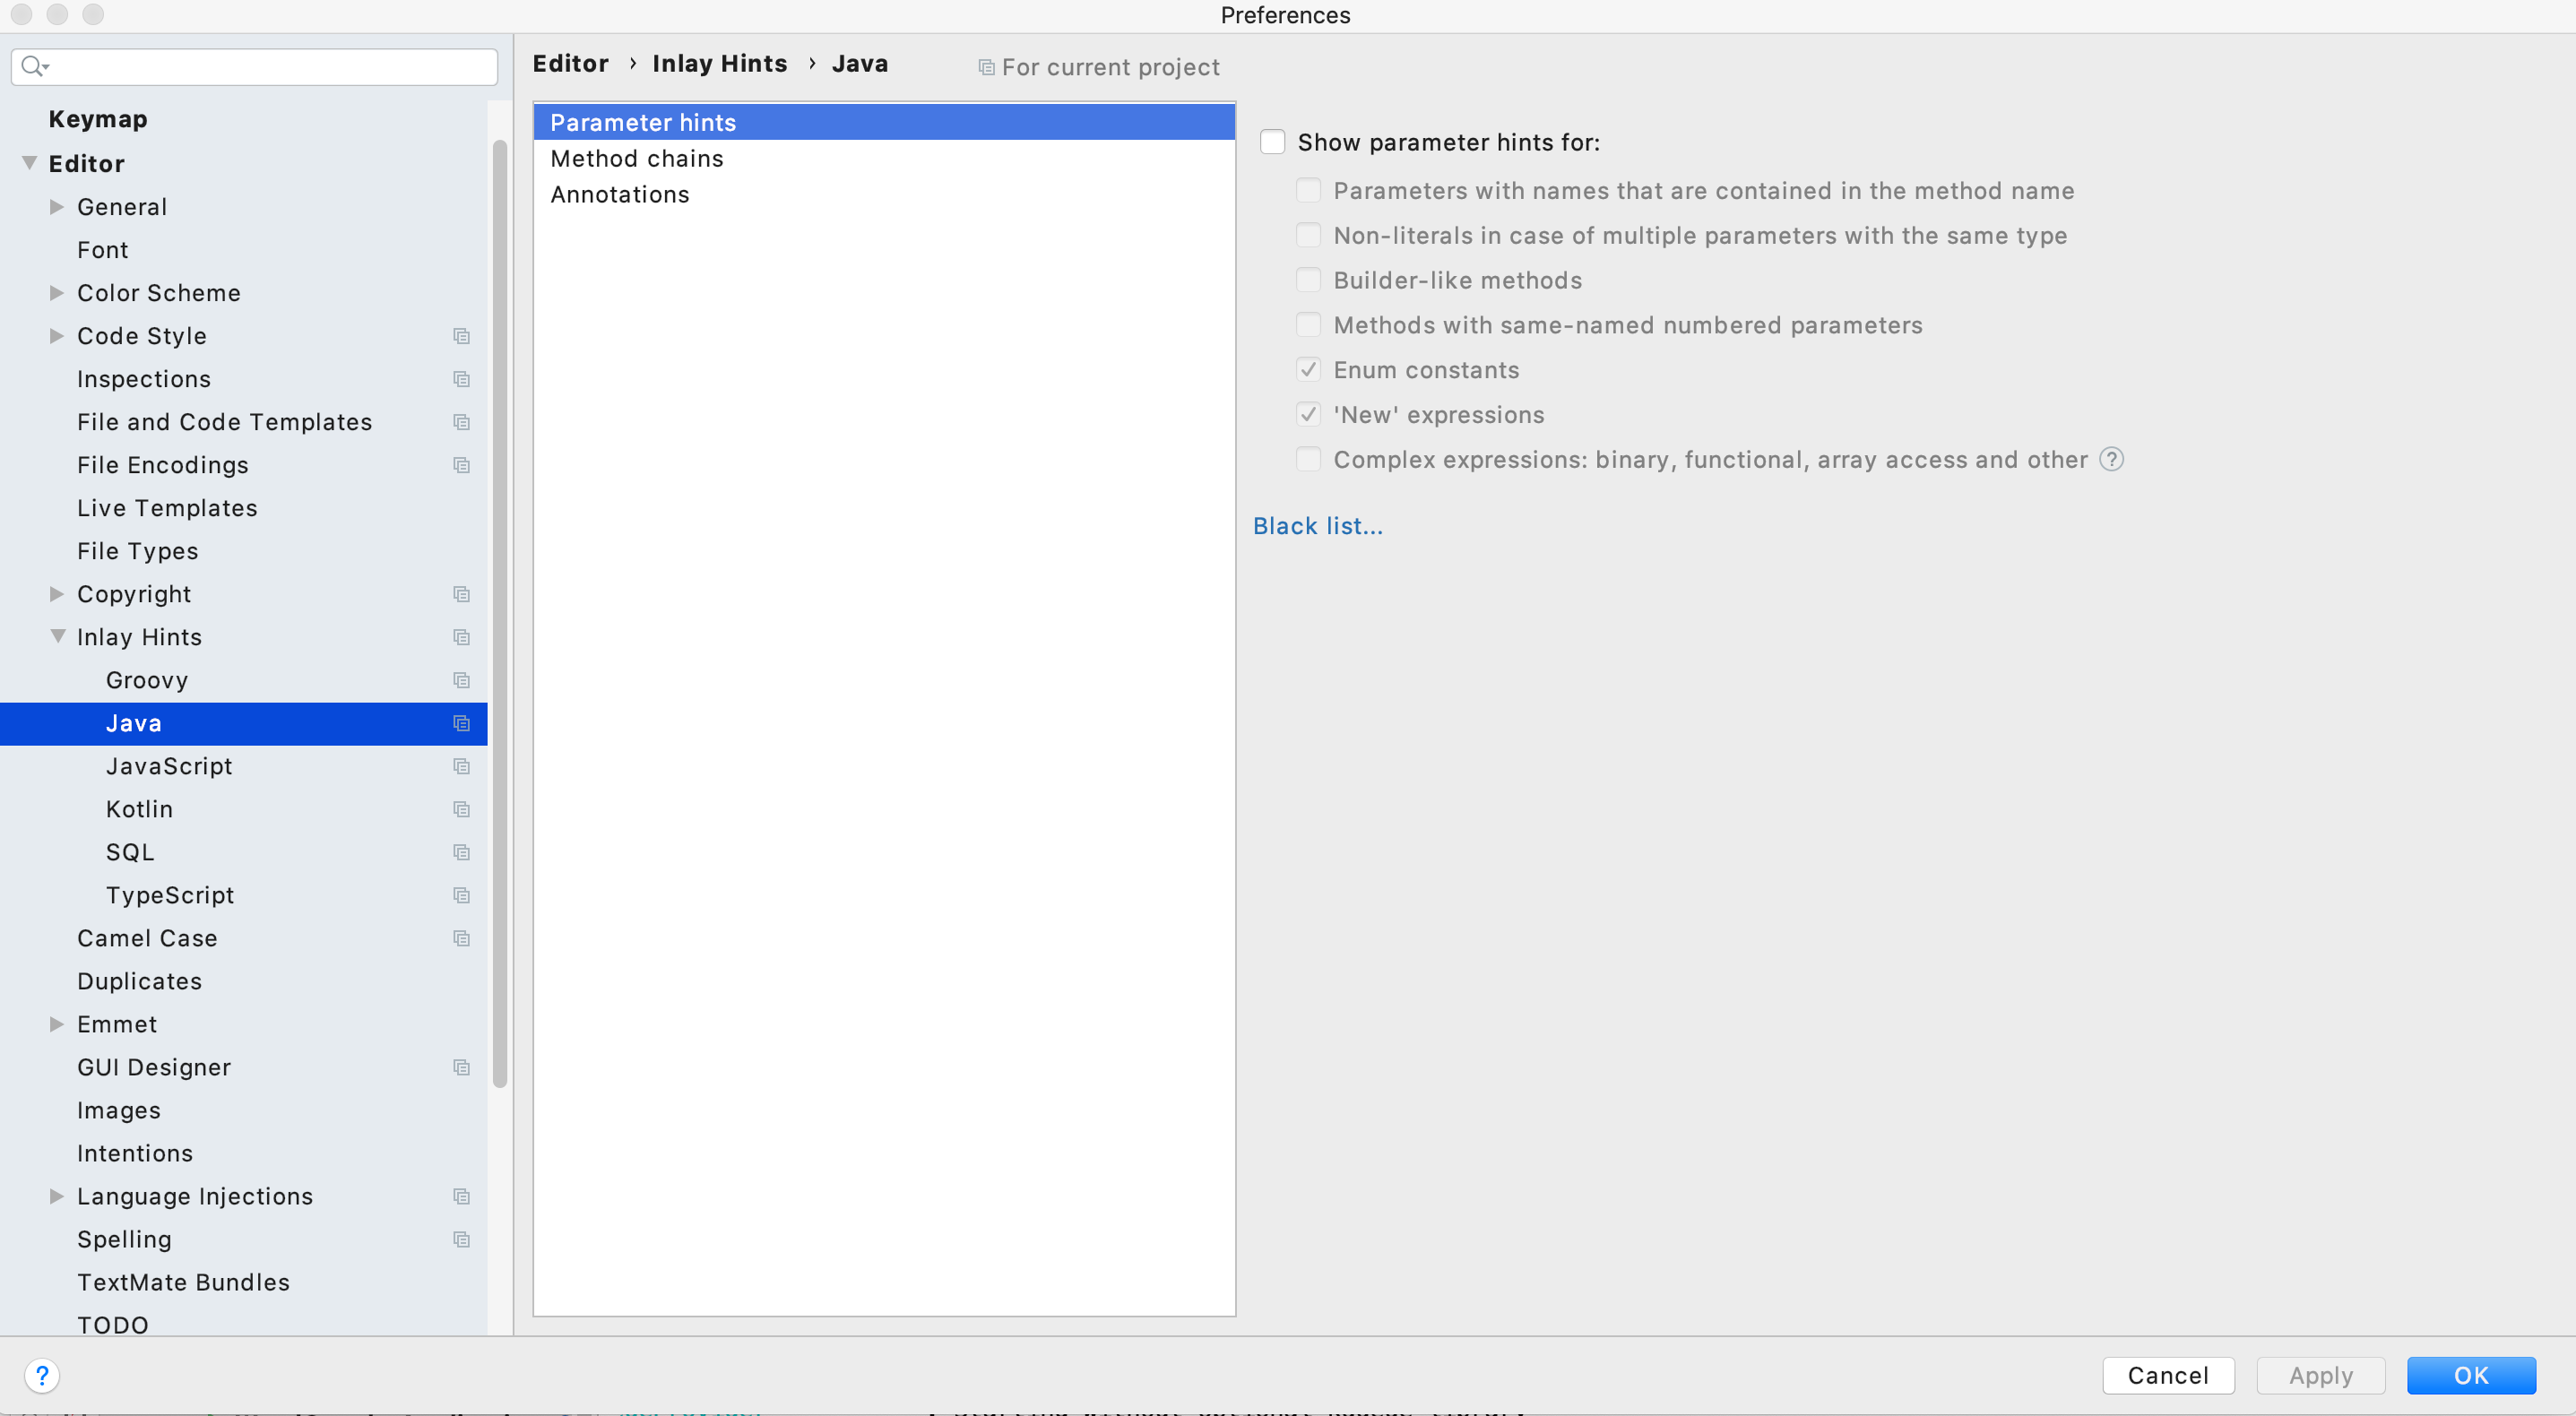 Preferences
Editor › Inlay Hints › Java
For current project
Keymap
Editor
General
Font
Color Scheme
Code Style
Inspections
File and Code Templates
File Encodings
Live Templates
File Types
Copyright
Inlay Hints
Groovy
Java
JavaScript
Kotlin
SQL
TypeScript
Camel Case
Duplicates
Emmet
GUI Designer
Images
Intentions
Language Injections
Spelling
TextMate Bundles
TODO
Parameter hints
Method chains
Annotations
Show parameter hints for:
Parameters with names that are contained in the method name
Non-literals in case of multiple parameters with the same type
Builder-like methods
Methods with same-named numbered parameters
Enum constants
'New' expressions
Complex expressions: binary, functional, array access and other ?
Black list...
?
Cancel
Apply
OK